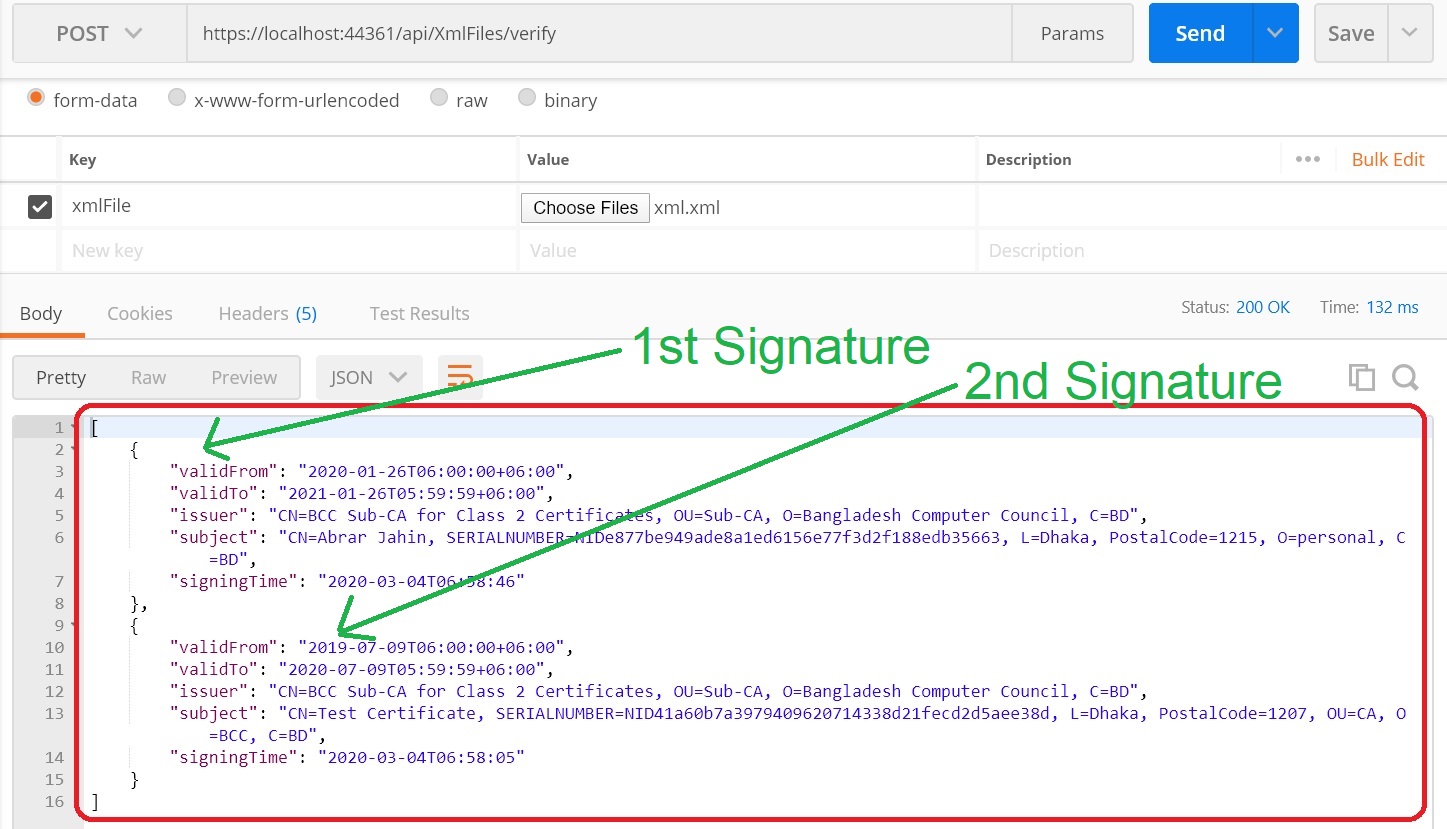 POST https://localhost:44361/api/XmlFiles/verify Params Send Save
form-data x-www-form-urlencoded raw binary
Key Value Description ••• Bulk Edit
xmlFile Choose Files xml.xml
New key Value Description
Body Cookies Headers (5) Test Results Status: 200 OK Time: 132 ms
1st Signature
2nd Signature
Pretty Raw Preview JSON
1 [
2 {
3 "validFrom": "2020-01-26T06:00:00+06:00",
4 "validTo": "2021-01-26T05:59:59+06:00",
5 "issuer": "CN=BCC Sub-CA for Class 2 Certificates, OU=Sub-CA, O=Bangladesh Computer Council, C=BD",
6 "subject": "CN=Abrar Jahin, SERIALNUMBER=NIDe877be949ade8a1ed6156e77f3d2f188edb35663, L=Dhaka, PostalCode=1215, O=personal, C
=BD",
7 "signingTime": "2020-03-04T06:58:46"
8 },
9 {
10 "validFrom": "2019-07-09T06:00:00+06:00",
11 "validTo": "2020-07-09T05:59:59+06:00",
12 "issuer": "CN=BCC Sub-CA for Class 2 Certificates, OU=Sub-CA, O=Bangladesh Computer Council, C=BD",
13 "subject": "CN=Test Certificate, SERIALNUMBER=NID41a60b7a3979409620714338d21fecd2d5aee38d, L=Dhaka, PostalCode=1207, OU=CA, O
=BCC, C=BD",
14 "signingTime": "2020-03-04T06:58:05"
15 }
16 ]